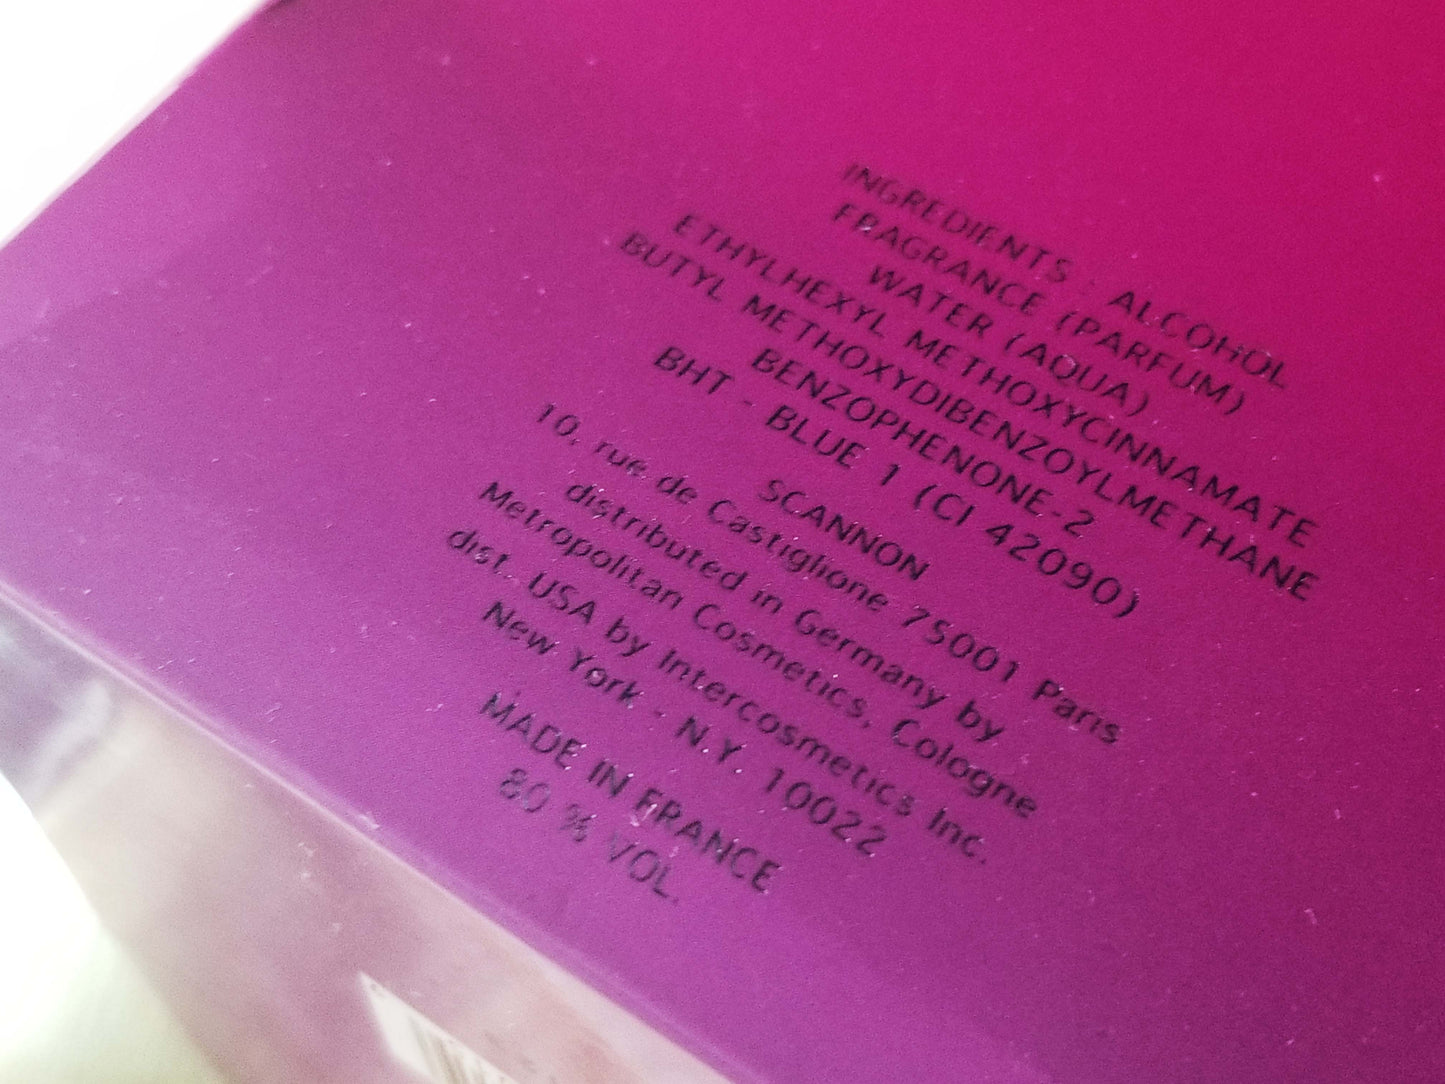 INGREDIENTS : ALCOHOL
FRAGRANCE (PARFUM)
WATER (AQUA)
ETHYLHEXYL METHOXYCINNAMATE
BUTYL METHOXYDIBENZOYLMETHANE
BENZOPHENONE-2
BHT - BLUE 1 (CI 42090)
SCANNON
10, rue de Castiglione 75001 Paris
distributed in Germany by
Metropolitan Cosmetics, Cologne
dist. USA by Intercosmetics Inc.
New York - N.Y. 10022
MADE IN FRANCE
80 % VOL.